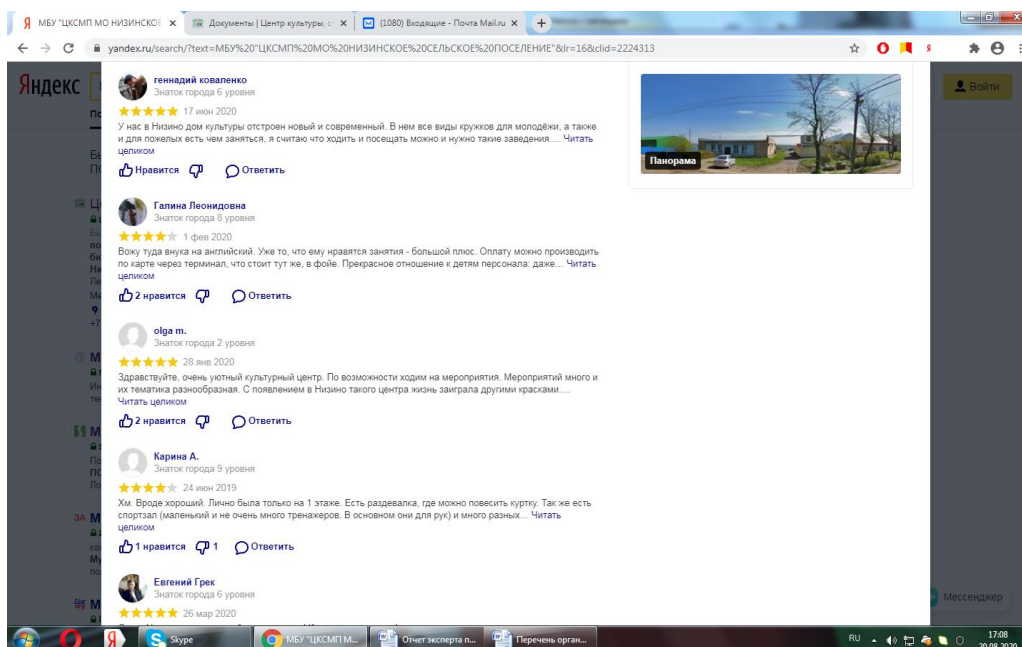 МБУ "ЦКСМП МО НИЗИНСКОЕ
Документы | Центр культуры, с
(1080) Входящие - Почта Mail.ru
yandex.ru/search/?text=МБУ%20"ЦКСМП%20МО%20НИЗИНСКОЕ%20СЕЛЬСКОЕ%20ПОСЕЛЕНИЕ"&lr=16&clid=2224313
Яндекс
Войти
геннадий коваленко
Знаток города 6 уровня
17 июн 2020
У нас в Низино дом культуры отстроен новый и современный. В нем все виды кружков для молодёжи, а также
и для пожелых есть чем заняться, я считаю что ходить и посещать можно и нужно такие заведения.... Читать
целиком
Нравится Ответить
Панорама
Галина Леонидовна
Знаток города 8 уровня
1 фев 2020
Вожу туда внука на английский. Уже то, что ему нравятся занятия - большой плюс. Оплату можно производить
по карте через терминал, что стоит тут же, в фойе. Прекрасное отношение к детям персонала: даже... Читать
целиком
2 нравится Ответить
olga m.
Знаток города 2 уровня
28 янв 2020
Здравствуйте, очень уютный культурный центр. По возможности ходим на мероприятия. Мероприятий много и
их тематика разнообразная. С появлением в Низино такого центра жизнь заиграла другими красками....
Читать целиком
2 нравится Ответить
Карина А.
Знаток города 9 уровня
24 июн 2019
Хм. Вроде хороший. Лично была только на 1 этаже. Есть раздевалка, где можно повесить куртку. Так же есть
спортзал (маленький и не очень много тренажеров. В основном они для рук) и много разных... Читать
целиком
1 нравится 1 Ответить
Евгений Грек
Знаток города 6 уровня
26 мар 2020
Мессенджер
Skype
МБУ "ЦКСМП М...
Отчет эксперта п...
Перечень орган...
RU
17:08
20.08.2020